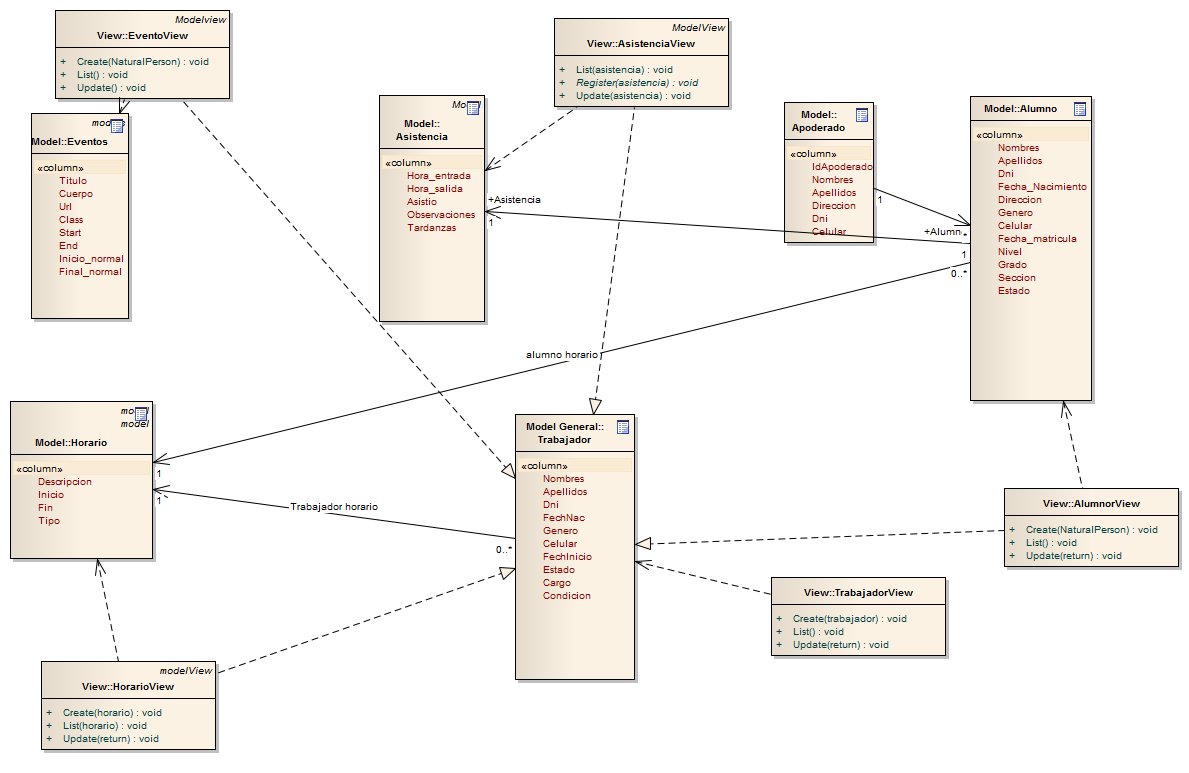 Modelview
View::EventoView
+ Create(NaturalPerson) : void
+ List() : void
+ Update() : void
ModelView
View::AsistenciaView
+ List(asistencia) : void
+ Register(asistencia) : void
+ Update(asistencia) : void
Model::Eventos
«column»
Titulo
Cuerpo
Url
Class
Start
End
Inicio_normal
Final_normal
Model::
Asistencia
«column»
Hora_entrada
Hora_salida
Asistio
Observaciones
Tardanzas
Model::
Apoderado
«column»
IdApoderado
Nombres
Apellidos
Direccion
Dni
Celular
Model::Alumno
«column»
Nombres
Apellidos
Dni
Fecha_Nacimiento
Direccion
Genero
Celular
Fecha_matricula
Nivel
Grado
Seccion
Estado
+Asistencia
1
1
+Alumn
*
1
0..*
alumno horario
model
Model::Horario
«column»
Descripcion
Inicio
Fin
Tipo
1
1
Trabajador horario
0..*
Model General::
Trabajador
«column»
Nombres
Apellidos
Dni
FechNac
Genero
Celular
FechInicio
Estado
Cargo
Condicion
View::AlumnorView
+ Create(NaturalPerson) : void
+ List() : void
+ Update(return) : void
View::TrabajadorView
+ Create(trabajador) : void
+ List() : void
+ Update(return) : void
modelView
View::HorarioView
+ Create(horario) : void
+ List(horario) : void
+ Update(return) : void